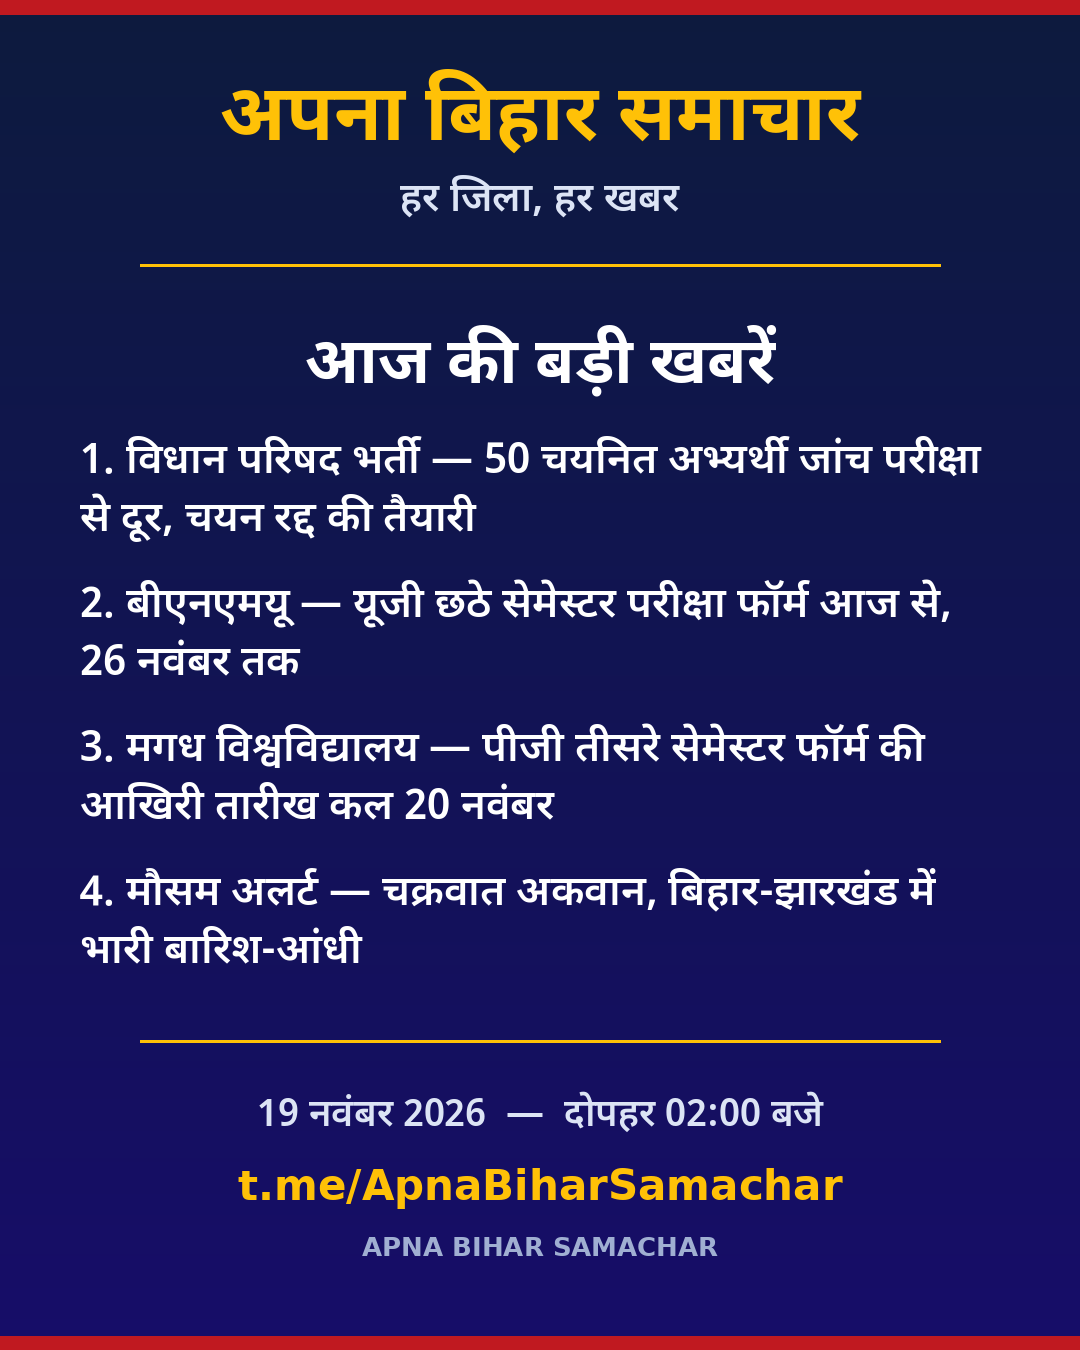 अपना बिहार समाचार
हर जिला, हर खबर
आज की बड़ी खबरें
1. विधान परिषद भर्ती — 50 चयनित अभ्यर्थी जांच परीक्षा
से दूर, चयन रद्द की तैयारी
2. बीएनएमयू — यूजी छठे सेमेस्टर परीक्षा फॉर्म आज से,
26 नवंबर तक
3. मगध विश्वविद्यालय — पीजी तीसरे सेमेस्टर फॉर्म की
आखिरी तारीख कल 20 नवंबर
4. मौसम अलर्ट — चक्रवात अकवान, बिहार-झारखंड में
भारी बारिश-आंधी
19 नवंबर 2026 — दोपहर 02:00 बजे
t.me/ApnaBiharSamachar
APNA BIHAR SAMACHAR